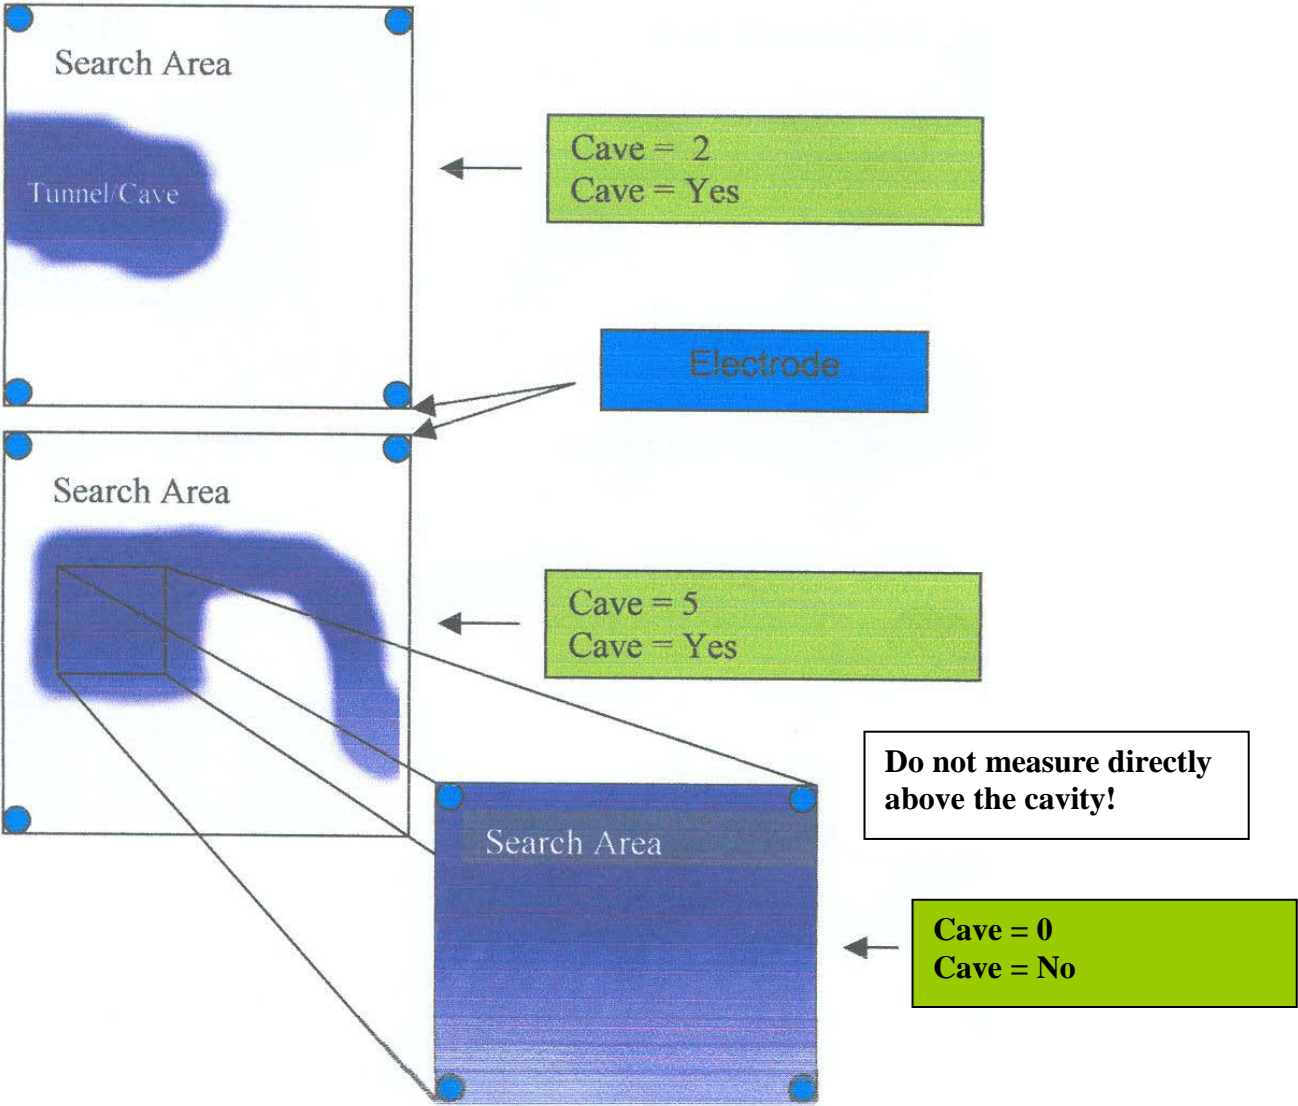 Search Area
Tunnel/Cave
Cave = 2
Cave = Yes
Electrode
Search Area
Cave = 5
Cave = Yes
Do not measure directly
above the cavity!
Search Area
Cave = 0
Cave = No